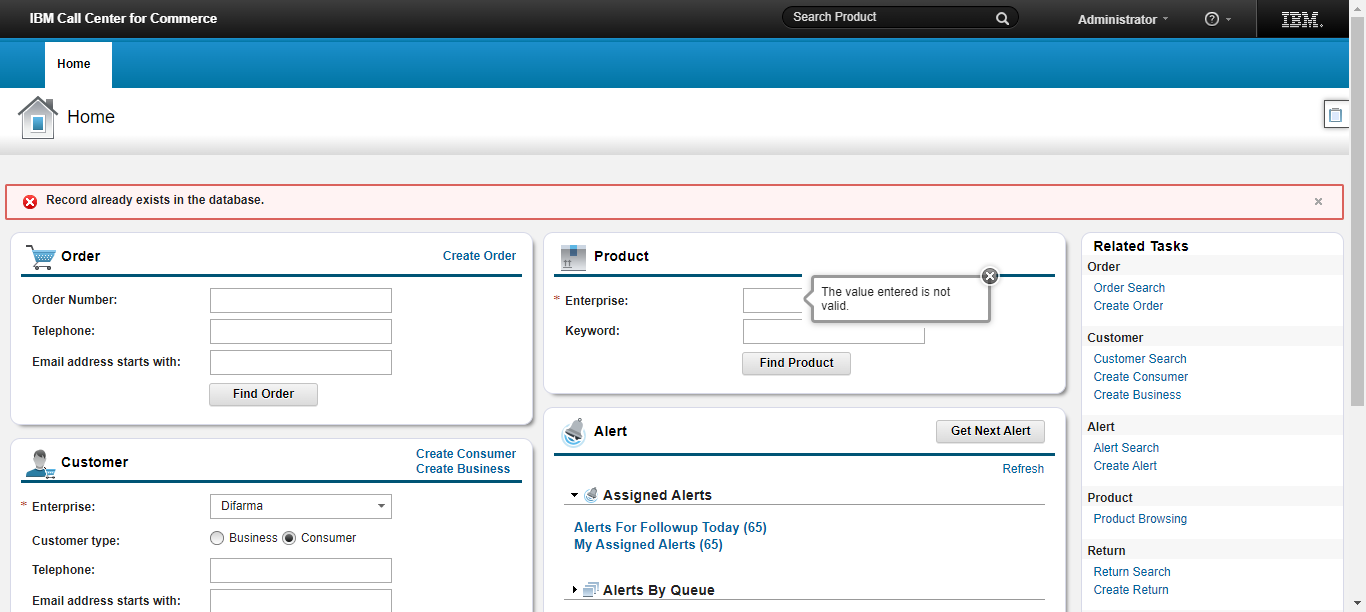 IBM Call Center for Commerce
Search Product
Administrator
?
IBM.
Home
Home
Record already exists in the database.
×
Order
Create Order
Order Number:
Telephone:
Email address starts with:
Find Order
Customer
Create Consumer
Create Business
* Enterprise:
Difarma
Customer type:
Business
Consumer
Telephone:
Email address starts with:
Product
* Enterprise:
The value entered is not
valid.
Keyword:
Find Product
Alert
Get Next Alert
Refresh
Assigned Alerts
Alerts For Followup Today (65)
My Assigned Alerts (65)
Alerts By Queue
Related Tasks
Order
Order Search
Create Order
Customer
Customer Search
Create Consumer
Create Business
Alert
Alert Search
Create Alert
Product
Product Browsing
Return
Return Search
Create Return